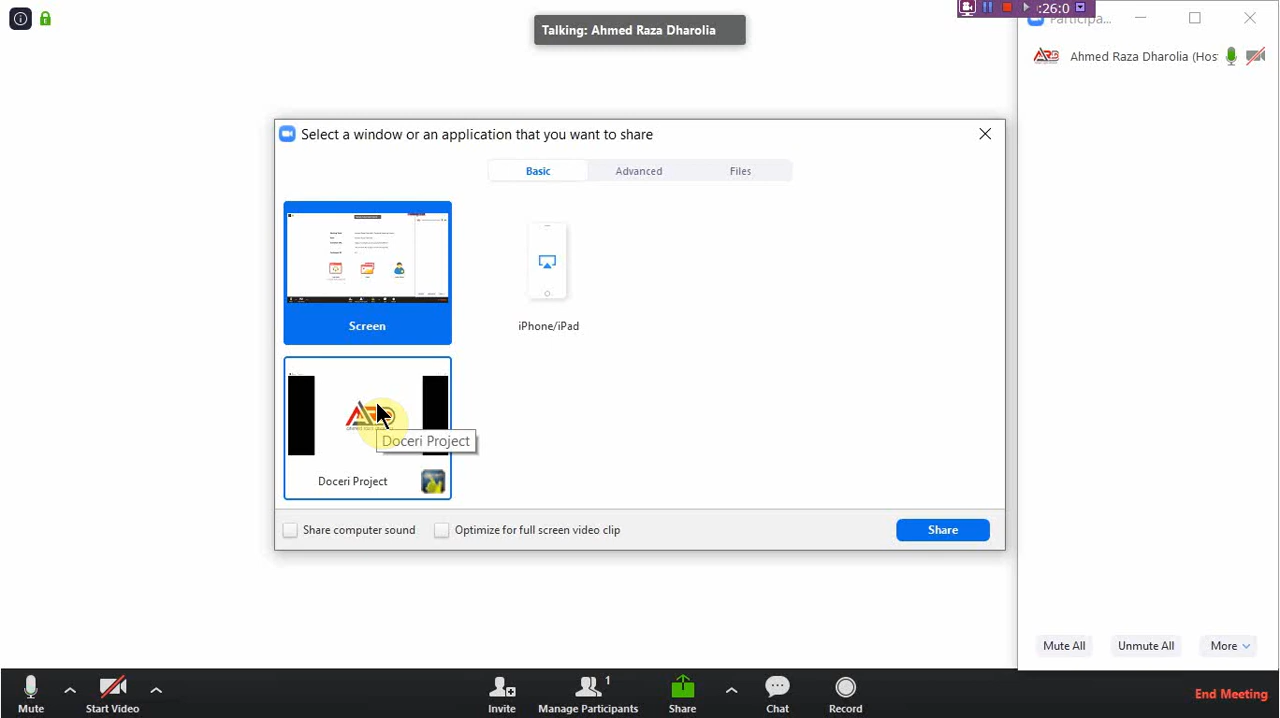 :26:0
Talking: Ahmed Raza Dharolia
Participa...
Ahmed Raza Dharolia (Hos
Select a window or an application that you want to share
Basic
Advanced
Files
Screen
iPhone/iPad
Doceri Project
Doceri Project
Share computer sound
Optimize for full screen video clip
Share
Mute All
Unmute All
More
Mute
Start Video
Invite
1
Manage Participants
Share
Chat
Record
End Meeting